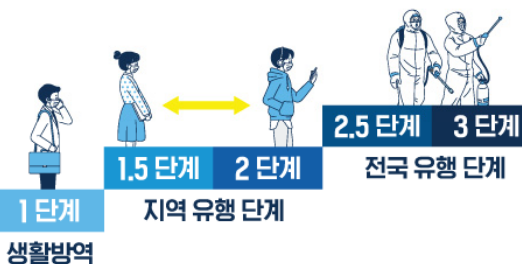 2.5 단계 3 단계
전국 유행 단계
1.5 단계 2 단계
지역 유행 단계
1 단계
생활방역